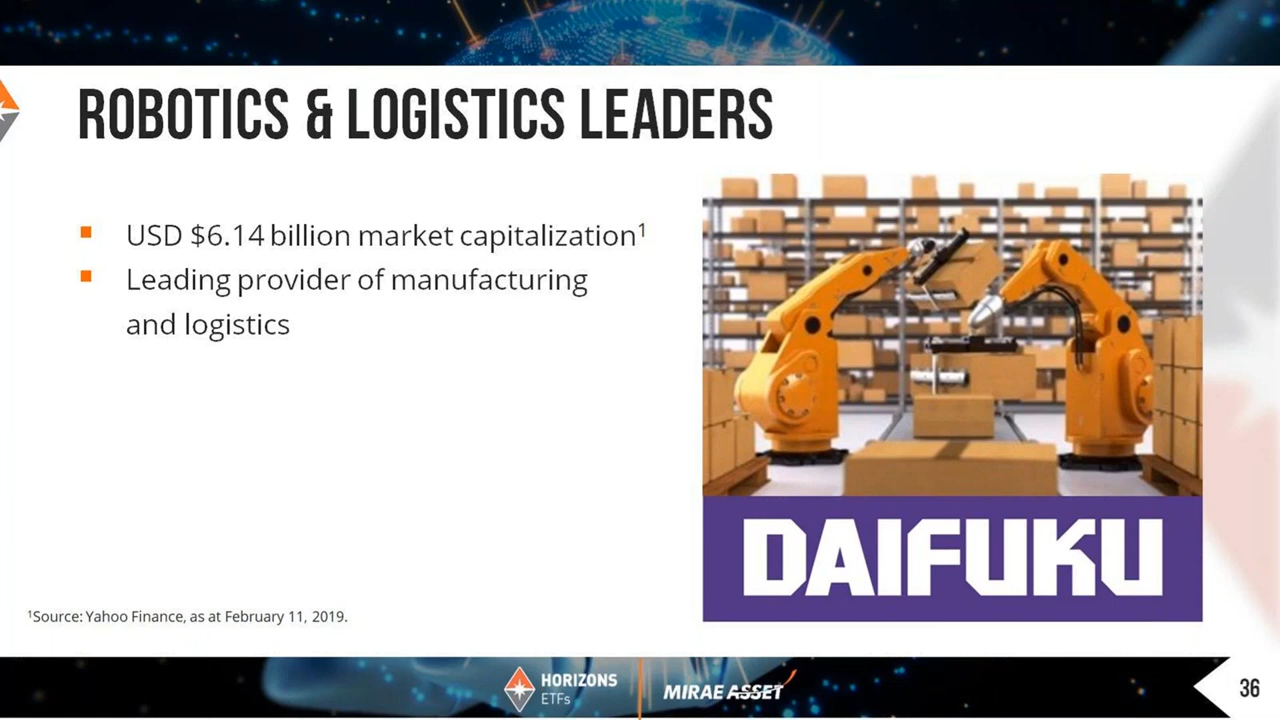 ROBOTICS & LOGISTICS LEADERS
▪ USD $6.14 billion market capitalization¹
▪ Leading provider of manufacturing
and logistics
DAIFUKU
¹Source: Yahoo Finance, as at February 11, 2019.
HORIZONS
ETFs
MIRAE ASSET
36